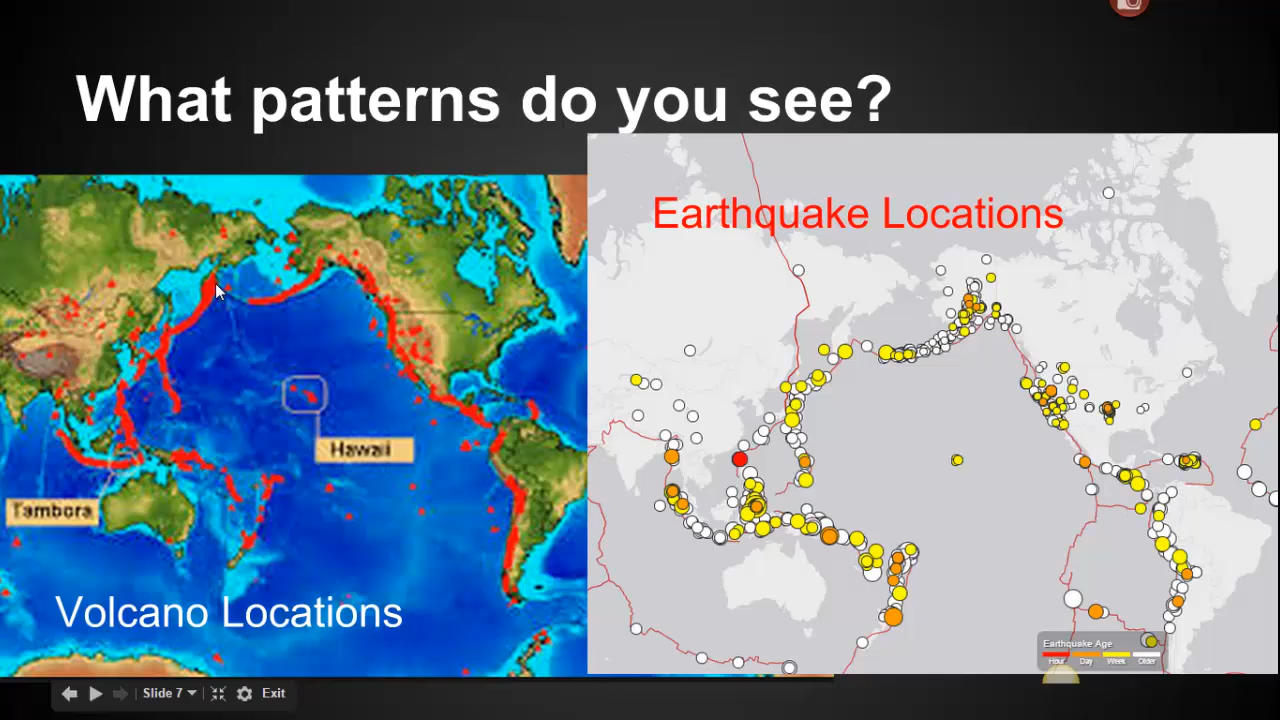 What patterns do you see?
Earthquake Locations
Hawaii
Tambora
Volcano Locations
Earthquake Age
Hour Day Week Older
Slide 7 Exit